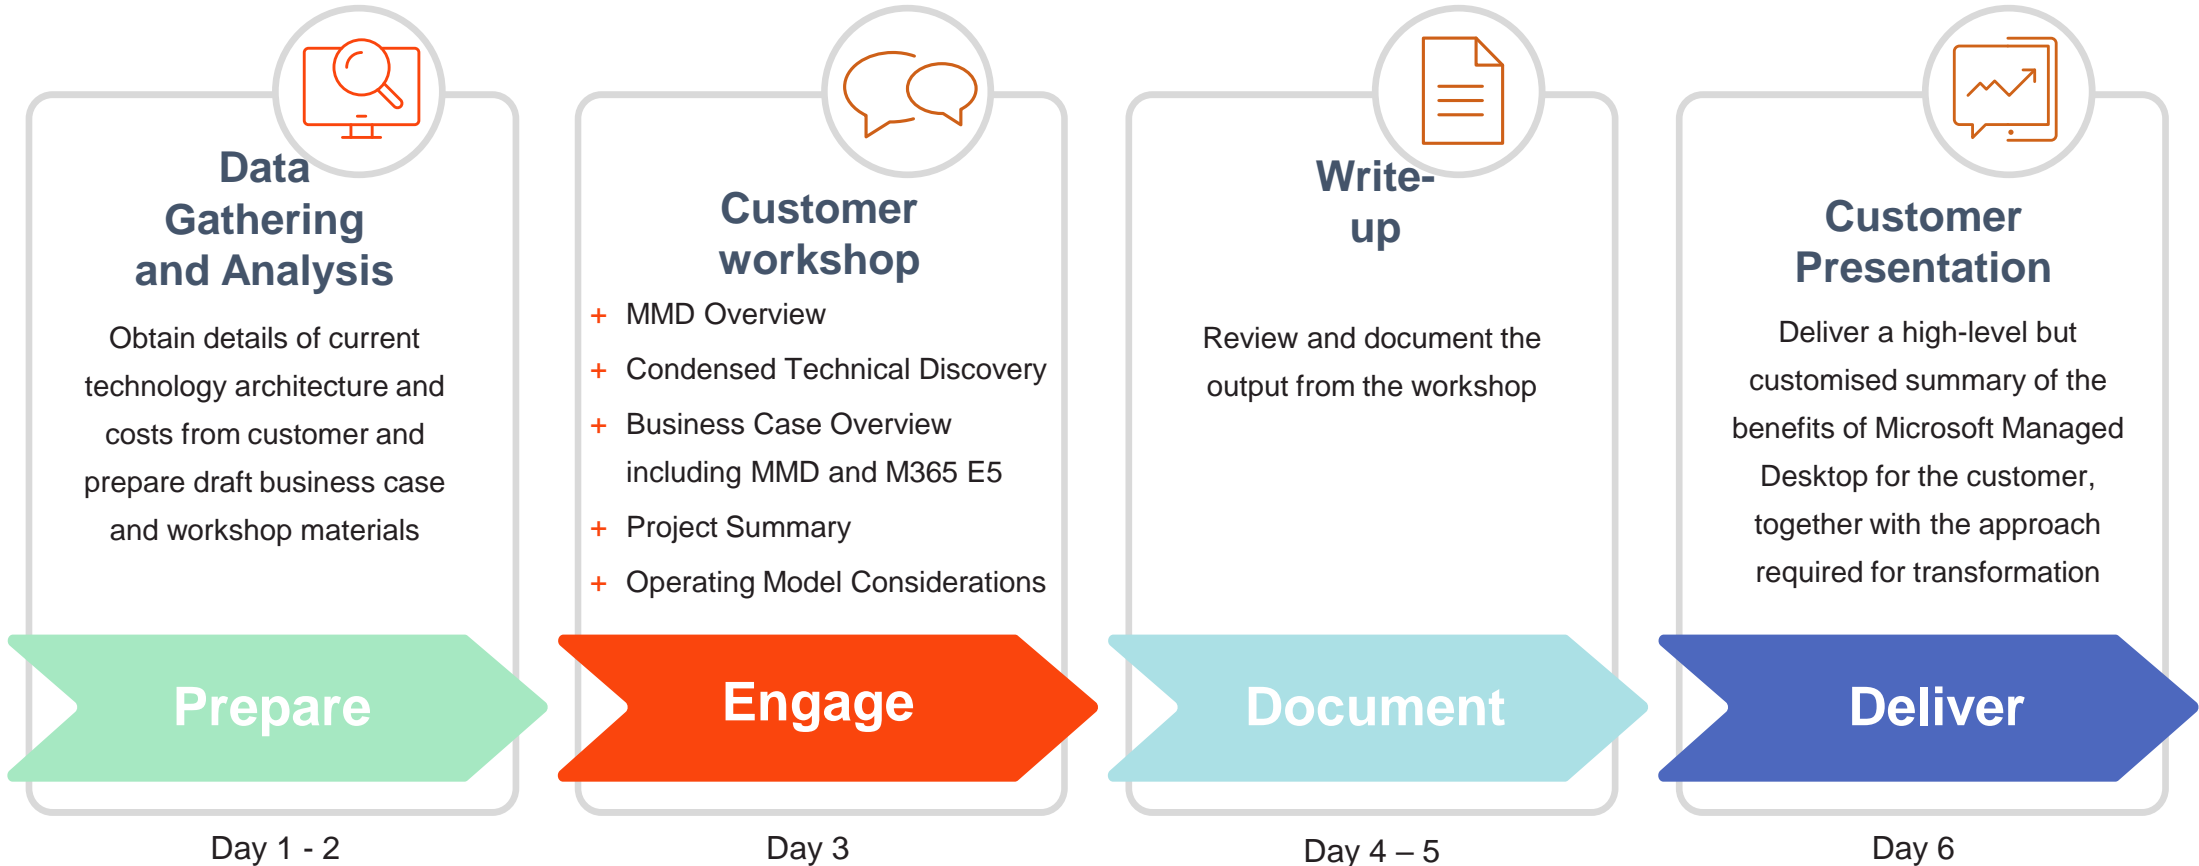 Data
Gathering
and Analysis
Obtain details of current
technology architecture and
costs from customer and
prepare draft business case
and workshop materials
Prepare
Day 1 - 2
Customer
workshop
+ MMD Overview
+ Condensed Technical Discovery
+ Business Case Overview
including MMD and M365 E5
+ Project Summary
+ Operating Model Considerations
Engage
Day 3
Write-
up
Review and document the
output from the workshop
Document
Day 4 – 5
Customer
Presentation
Deliver a high-level but
customised summary of the
benefits of Microsoft Managed
Desktop for the customer,
together with the approach
required for transformation
Deliver
Day 6